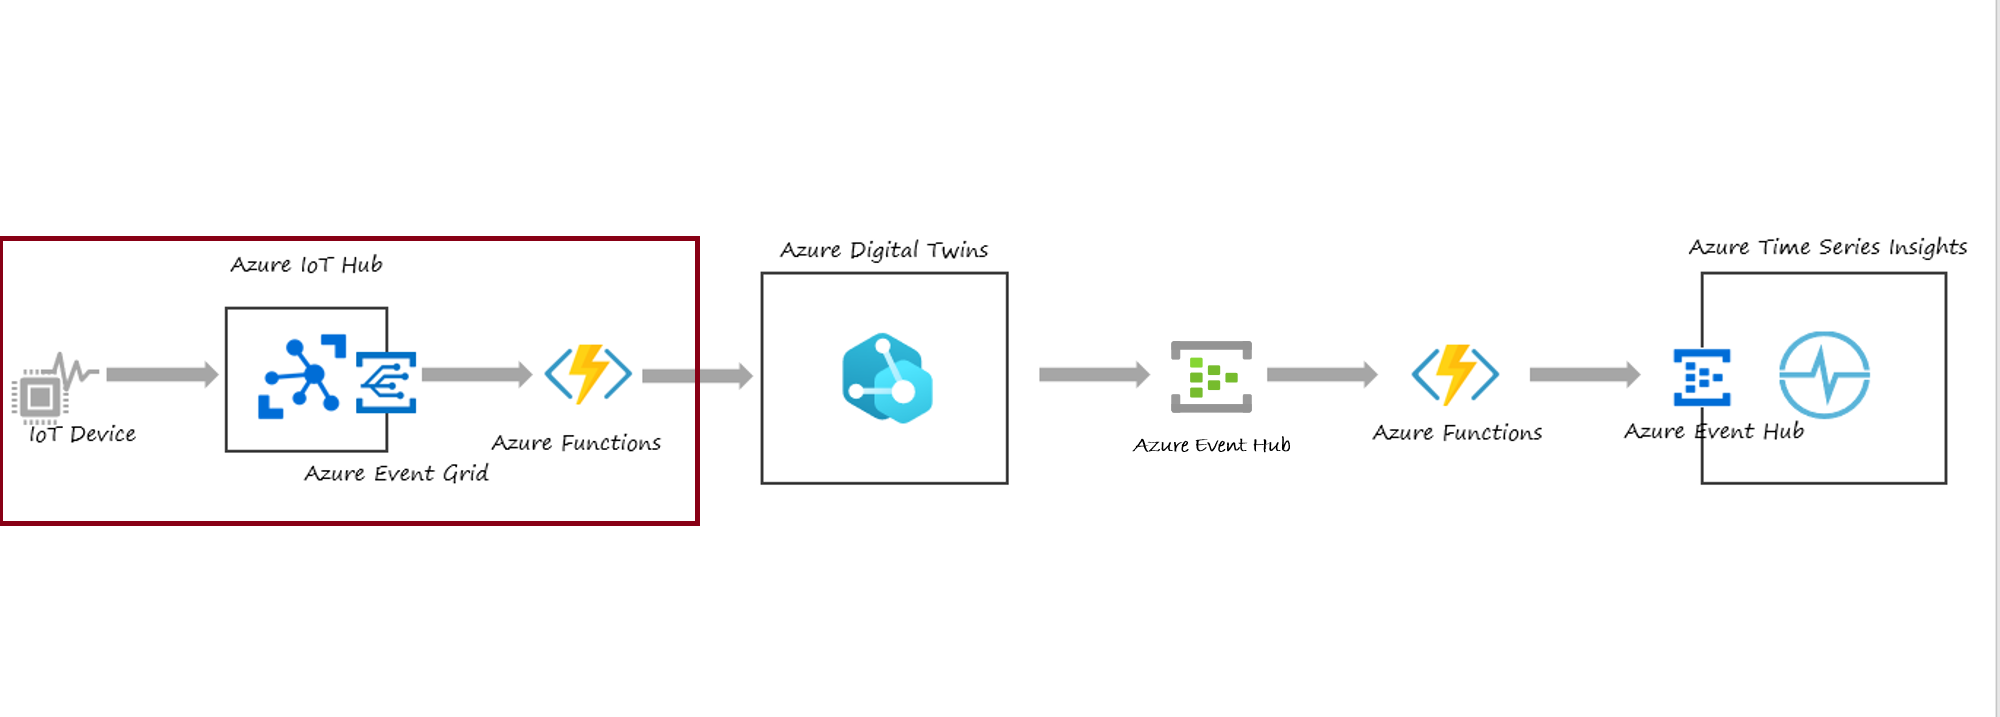 Azure IoT Hub
IoT Device
Azure Event Grid
Azure Functions
Azure Digital Twins
Azure Event Hub
Azure Functions
Azure Time Series Insights
Azure Event Hub